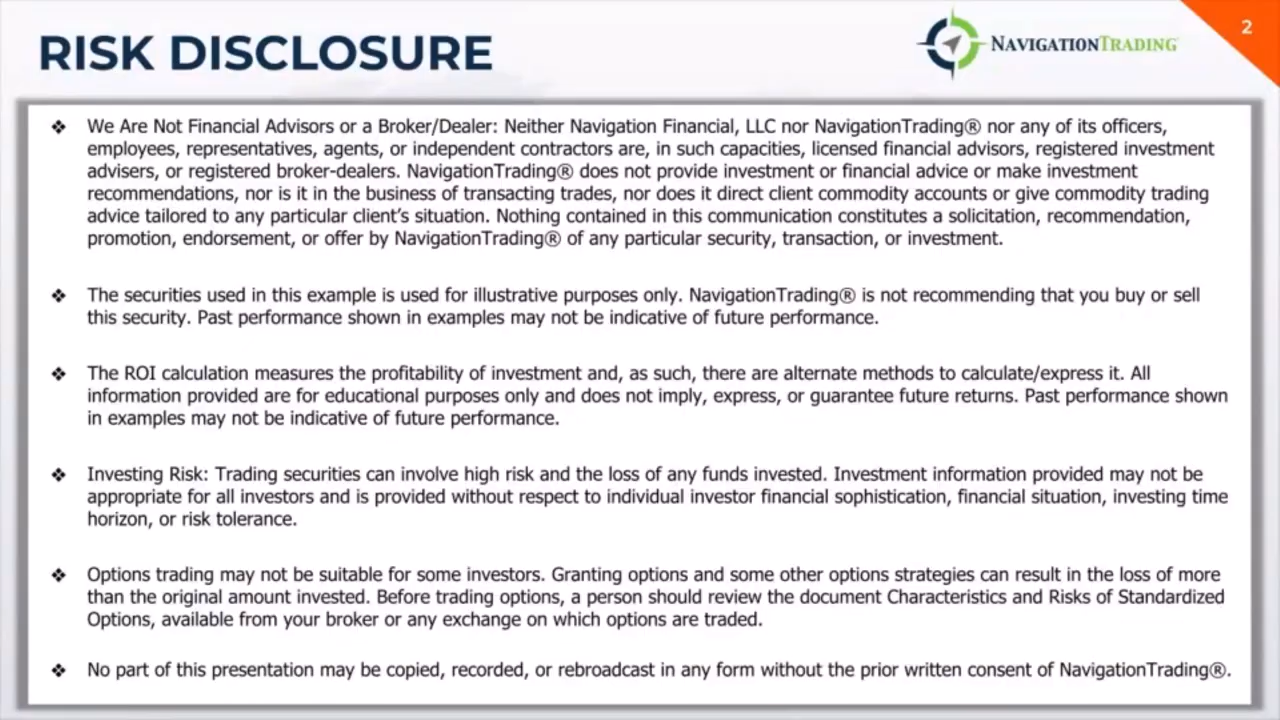 RISK DISCLOSURE
NAVIGATIONTRADING
2
❖ We Are Not Financial Advisors or a Broker/Dealer: Neither Navigation Financial, LLC nor NavigationTrading® nor any of its officers,
employees, representatives, agents, or independent contractors are, in such capacities, licensed financial advisors, registered investment
advisers, or registered broker-dealers. NavigationTrading® does not provide investment or financial advice or make investment
recommendations, nor is it in the business of transacting trades, nor does it direct client commodity accounts or give commodity trading
advice tailored to any particular client's situation. Nothing contained in this communication constitutes a solicitation, recommendation,
promotion, endorsement, or offer by NavigationTrading® of any particular security, transaction, or investment.
❖ The securities used in this example is used for illustrative purposes only. NavigationTrading® is not recommending that you buy or sell
this security. Past performance shown in examples may not be indicative of future performance.
❖ The ROI calculation measures the profitability of investment and, as such, there are alternate methods to calculate/express it. All
information provided are for educational purposes only and does not imply, express, or guarantee future returns. Past performance shown
in examples may not be indicative of future performance.
❖ Investing Risk: Trading securities can involve high risk and the loss of any funds invested. Investment information provided may not be
appropriate for all investors and is provided without respect to individual investor financial sophistication, financial situation, investing time
horizon, or risk tolerance.
❖ Options trading may not be suitable for some investors. Granting options and some other options strategies can result in the loss of more
than the original amount invested. Before trading options, a person should review the document Characteristics and Risks of Standardized
Options, available from your broker or any exchange on which options are traded.
❖ No part of this presentation may be copied, recorded, or rebroadcast in any form without the prior written consent of NavigationTrading®.